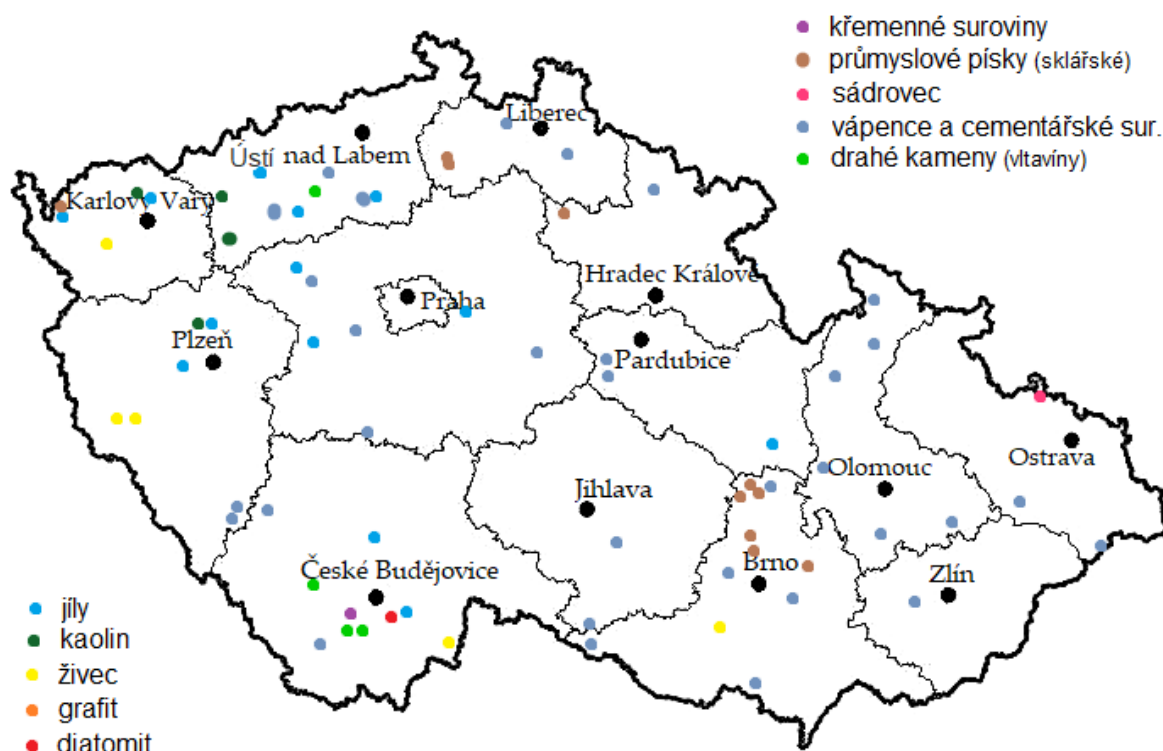 křemenné suroviny
průmyslové písky (sklářské)
sádrovec
vápence a cementářské sur.
drahé kameny (vltavíny)
Liberec
Ústí nad Labem
Karlovy Vary
Hradec Králové
Praha
Plzeň
Pardubice
Olomouc
Ostrava
Jihlava
České Budějovice
Brno
Zlín
jíly
kaolin
živec
grafit
diatomit